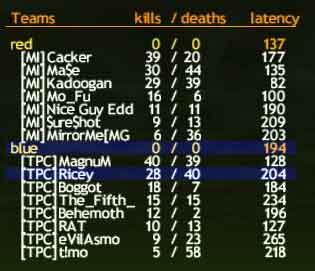 Teams kills / deaths latency
red 0 / 0 137
[MI]Cacker 39 / 20 177
[MI]Ma$e 30 / 44 135
[MI]Kadoogan 29 / 39 82
[MI]Mo_Fu 16 / 6 100
[MI]Nice Guy Edd 11 / 11 190
[MI]$ure$hot 9 / 13 209
[MI]MirrorMe[MG 6 / 36 203
blue 0 / 0 194
[TPC]MagnuM 40 / 39 128
[TPC]Ricey 28 / 40 204
[TPC]Boggot 18 / 7 184
[TPC]The_Fifth_ 15 / 15 234
[TPC]Behemoth 12 / 2 196
[TPC]RAT 10 / 13 127
[TPC]eVilAsmo 9 / 23 265
[TPC]t!mo 5 / 58 218